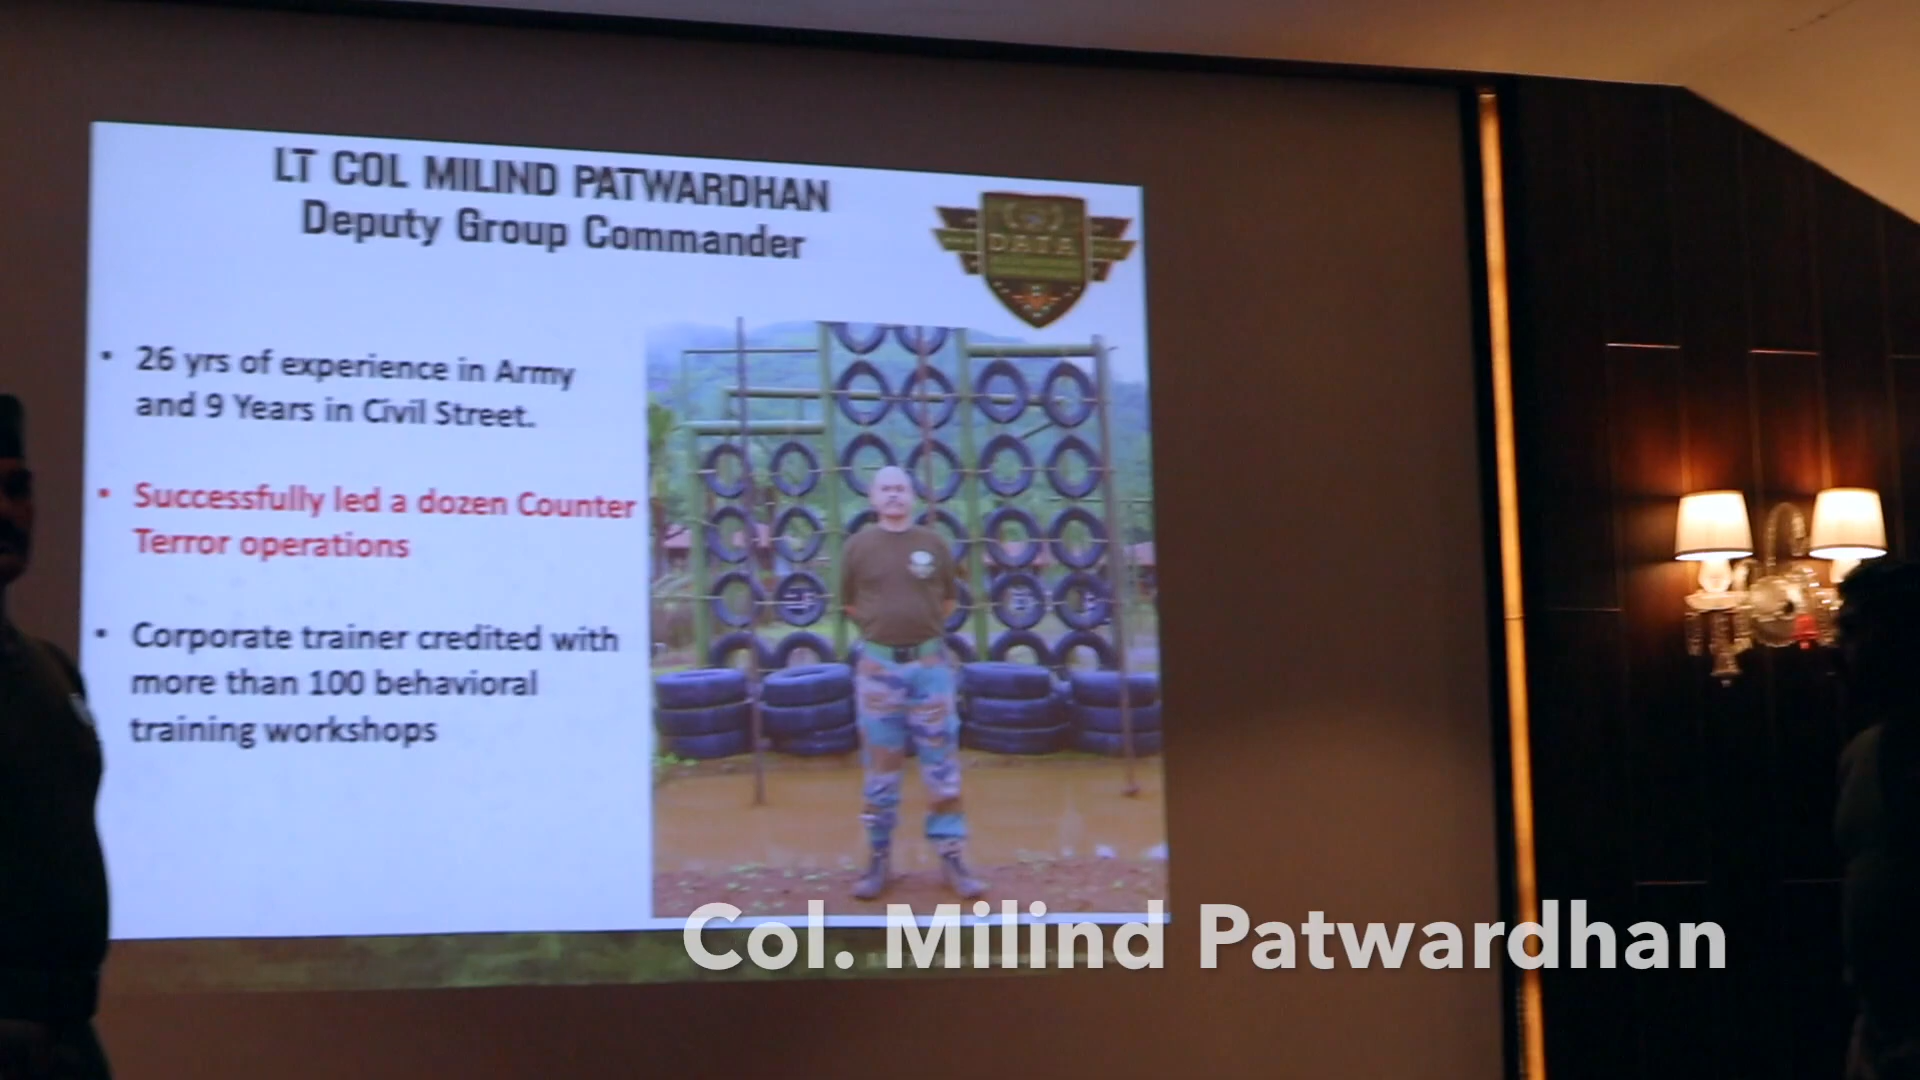 LT COL MILIND PATWARDHAN
Deputy Group Commander
DATA
• 26 yrs of experience in Army
and 9 Years in Civil Street.
• Successfully led a dozen Counter
Terror operations
• Corporate trainer credited with
more than 100 behavioral
training workshops
Col. Milind Patwardhan